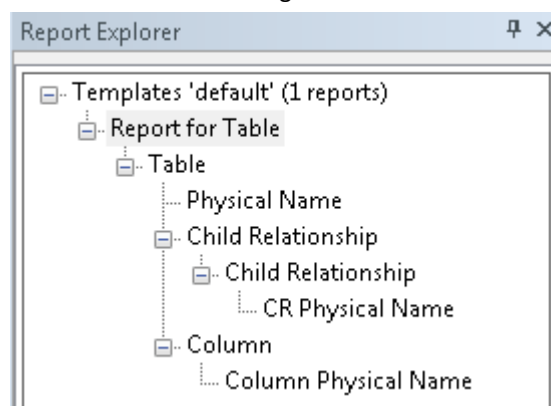 Report Explorer
Templates 'default' (1 reports)
Report for Table
Table
Physical Name
Child Relationship
Child Relationship
CR Physical Name
Column
Column Physical Name